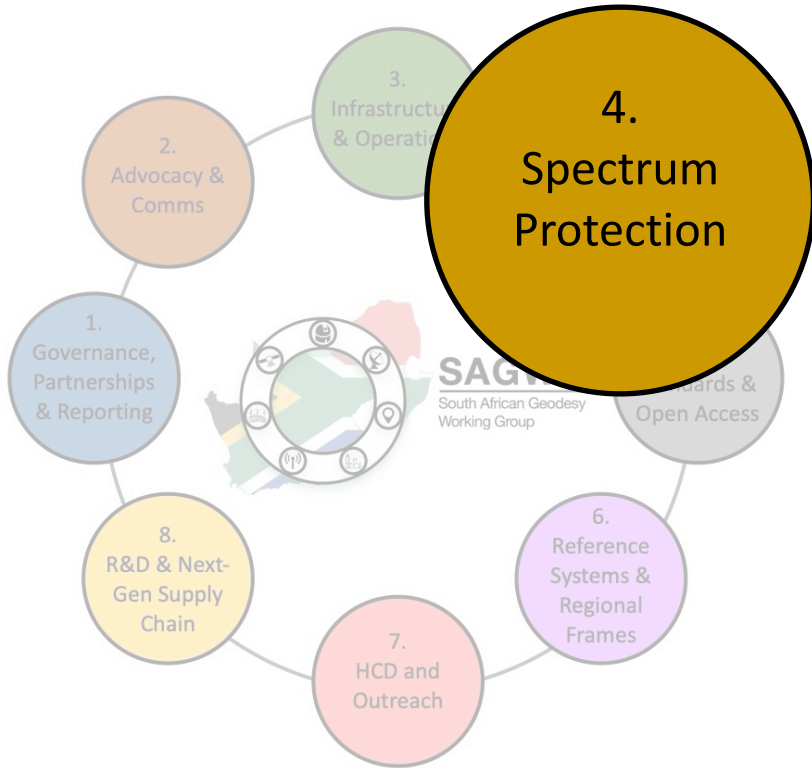 4.
Spectrum
Protection
3.
Infrastructu
& Operatio
2.
Advocacy &
Comms
1.
Governance,
Partnerships
& Reporting
SAGW
South African Geodesy
Working Group
ndards &
Open Access
6.
Reference
Systems &
Regional
Frames
7.
HCD and
Outreach
8.
R&D & Next-
Gen Supply
Chain